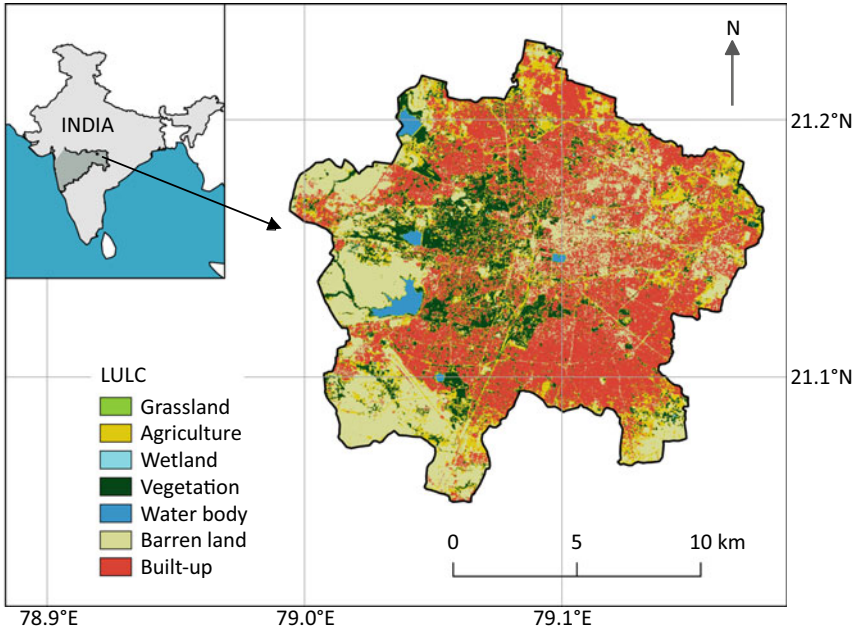 INDIA
N
21.2°N
21.1°N
LULC
Grassland
Agriculture
Wetland
Vegetation
Water body
Barren land
Built-up
0 5 10 km
78.9°E 79.0°E 79.1°E